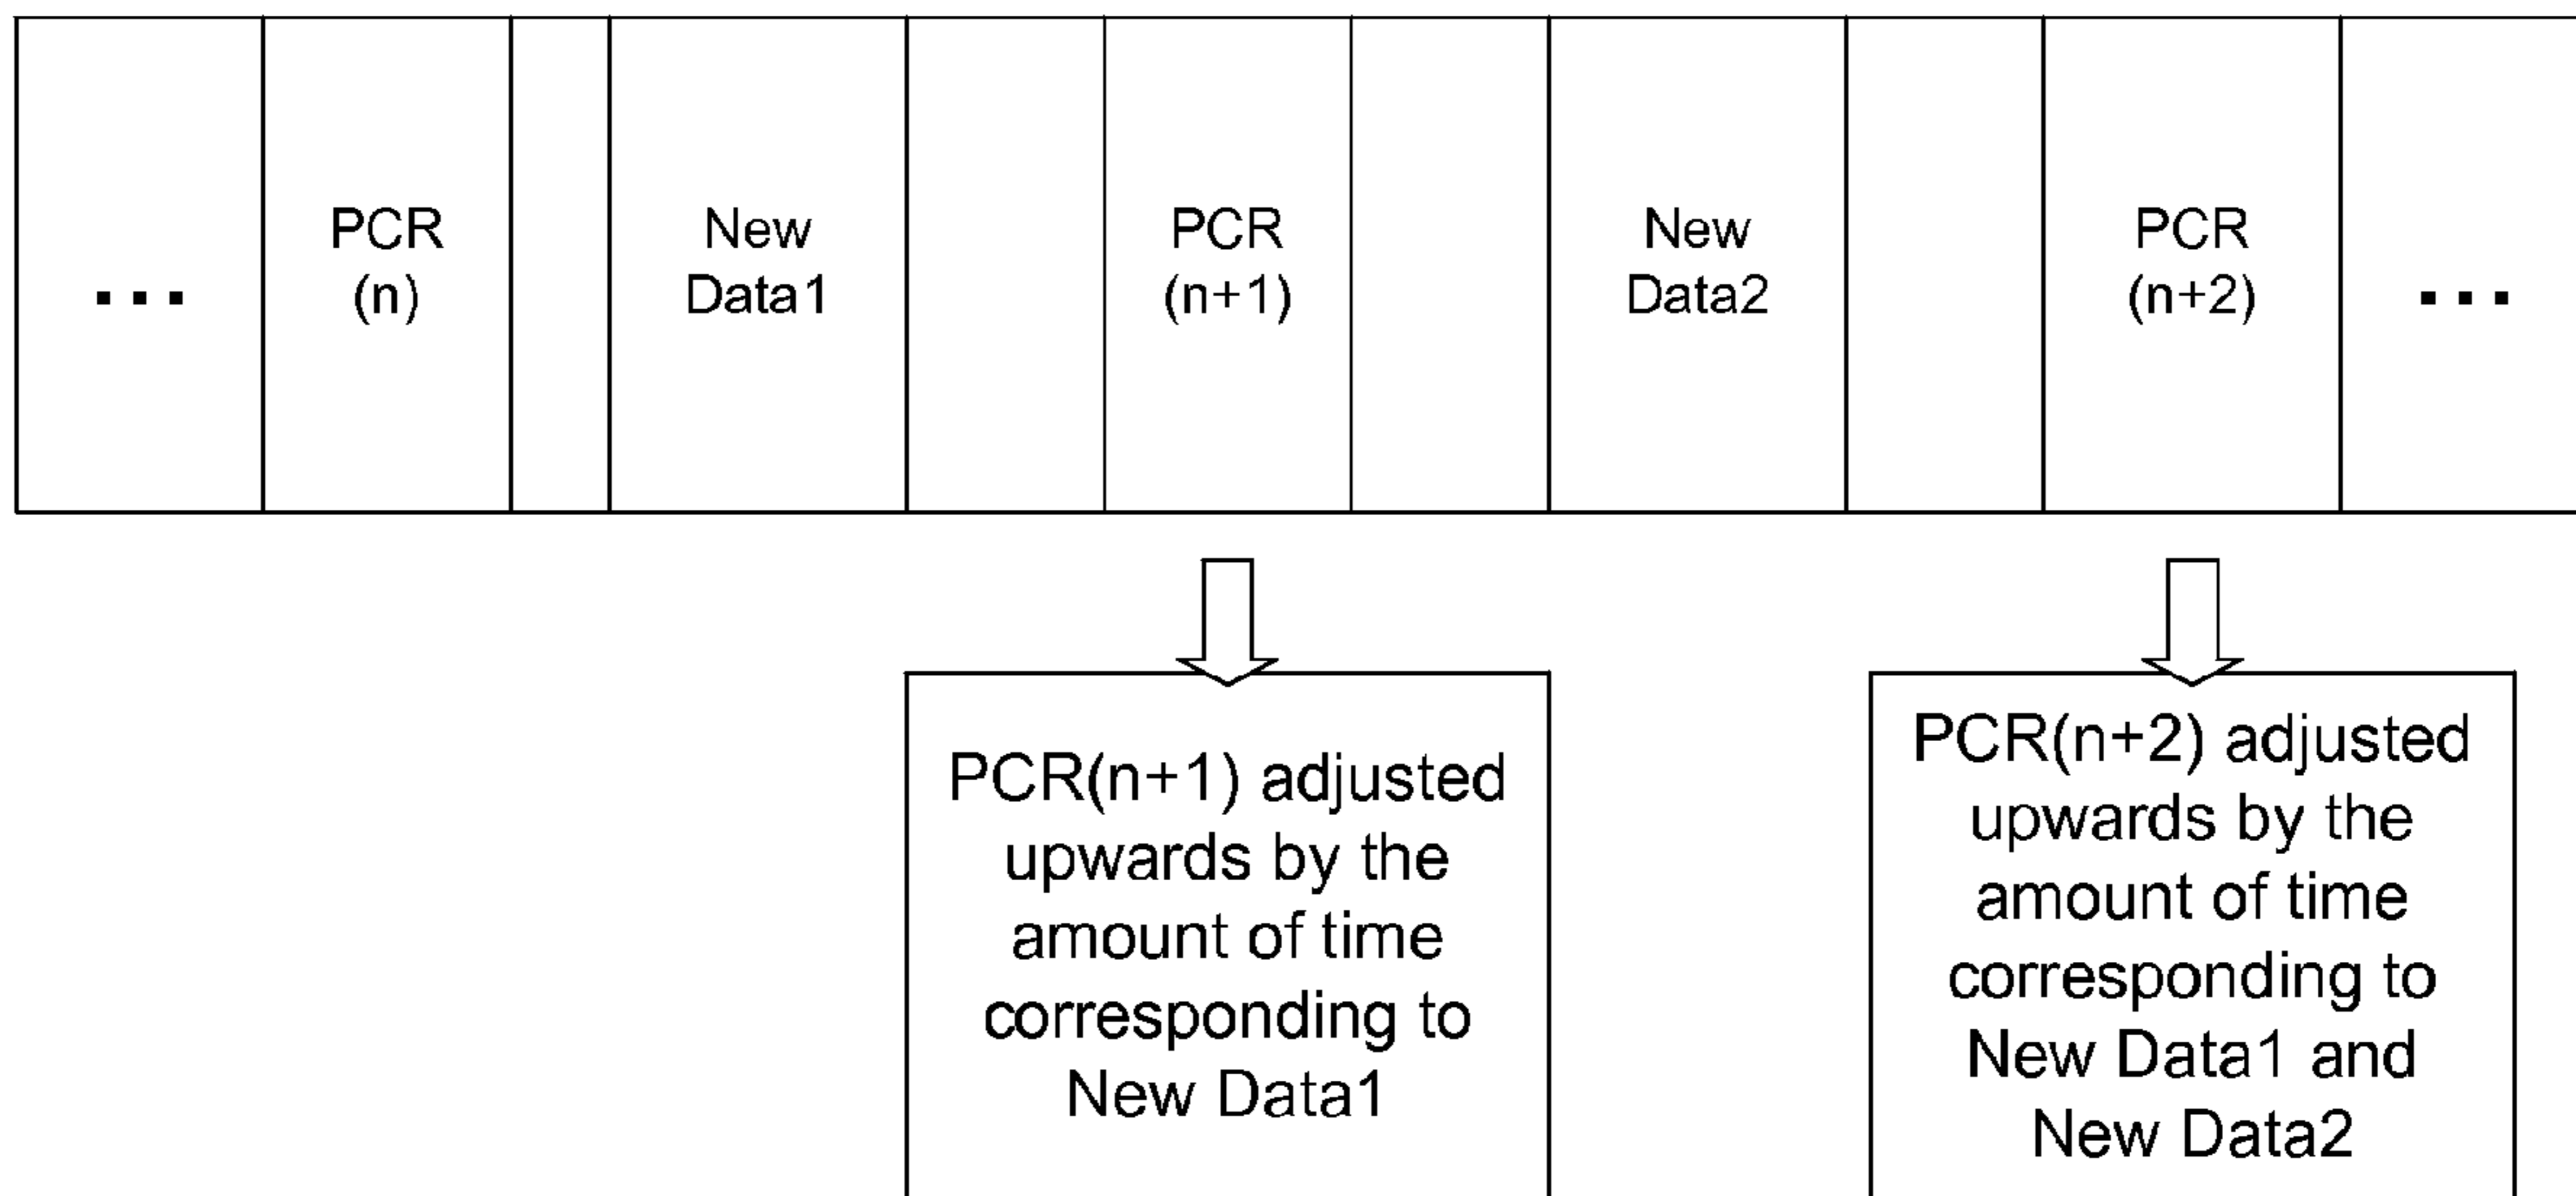 ...
PCR
(n)
New
Data1
PCR
(n+1)
New
Data2
PCR
(n+2)
...
PCR(n+1) adjusted
upwards by the
amount of time
corresponding to
New Data1
PCR(n+2) adjusted
upwards by the
amount of time
corresponding to
New Data1 and
New Data2